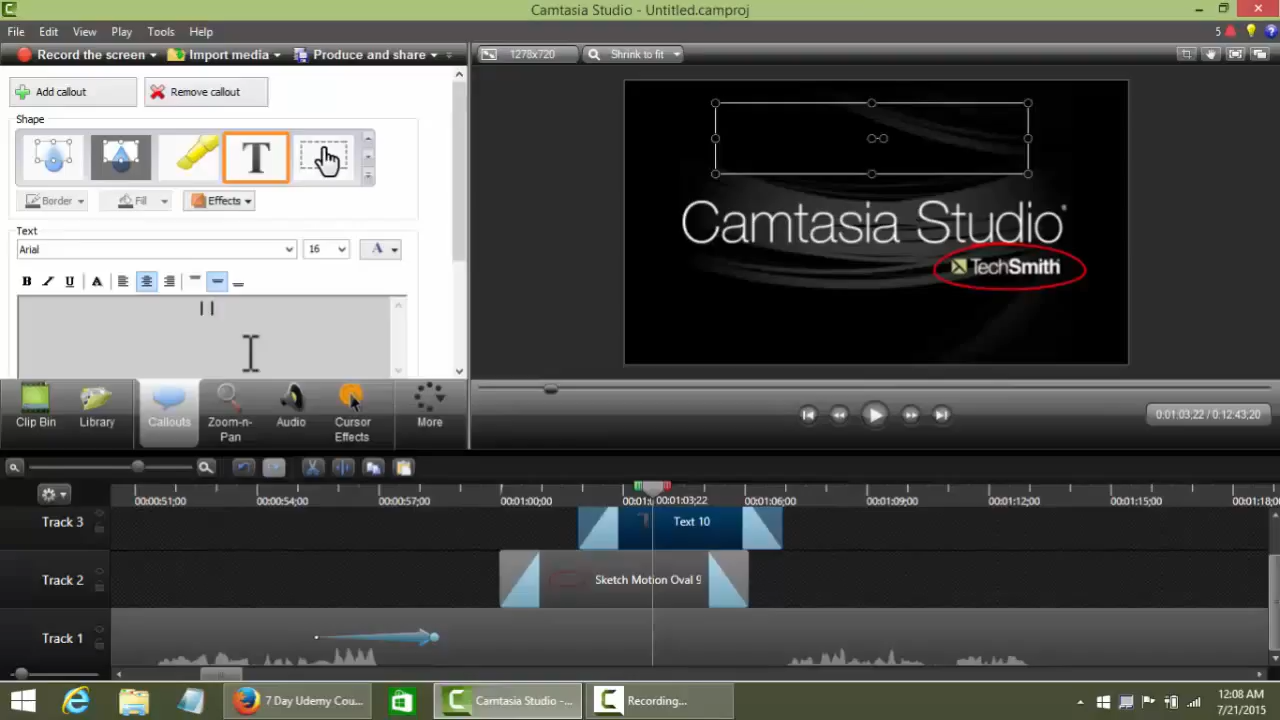 Camtasia Studio - Untitled.camproj
File Edit View Play Tools Help
5
Record the screen Import media Produce and share
1278x720 Shrink to fit
Add callout Remove callout
Shape
T
Border Fill Effects
Text
Arial 16 A
B I U A
Camtasia Studio
TechSmith
Clip Bin Library Callouts Zoom-n-Pan Audio Cursor Effects More
0:01:03,22 / 0:12:43,20
00:00:51;00 00:00:54;00 00:00:57;00 00:01:00;00 00:01:03;22 00:01:06;00 00:01:09;00 00:01:12;00 00:01:15;00 00:01:18;0
Track 3 Text 10
Track 2 Sketch Motion Oval 9
Track 1
7 Day Udemy Cou... Camtasia Studio -... Recording...
12:08 AM
7/21/2015